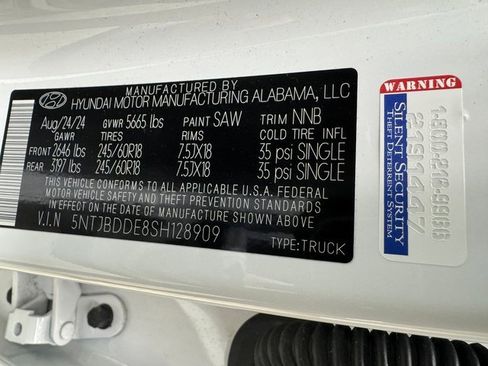 MANUFACTURED BY
HYUNDAI MOTOR MANUFACTURING ALABAMA, LLC
Aug/24/24 GVWR 5665 lbs PAINT SAW TRIM NNB
GAWR TIRES RIMS COLD TIRE INFL
FRONT 2646 lbs 245/60R18 7.5JX18 35 psi SINGLE
REAR 3197 lbs 245/60R18 7.5JX18 35 psi SINGLE
THIS VEHICLE CONFORMS TO ALL APPLICABLE U.S.A. FEDERAL
MOTOR VEHICLE SAFETY AND THEFT PREVENTION STANDARDS
IN EFFECT ON THE DATE OF MANUFACTURE SHOWN ABOVE.
V.I.N 5NTJBDDE8SH128909
TYPE:TRUCK
WARNING
SILENT SECURITY
THEFT DETERRENT SYSTEM